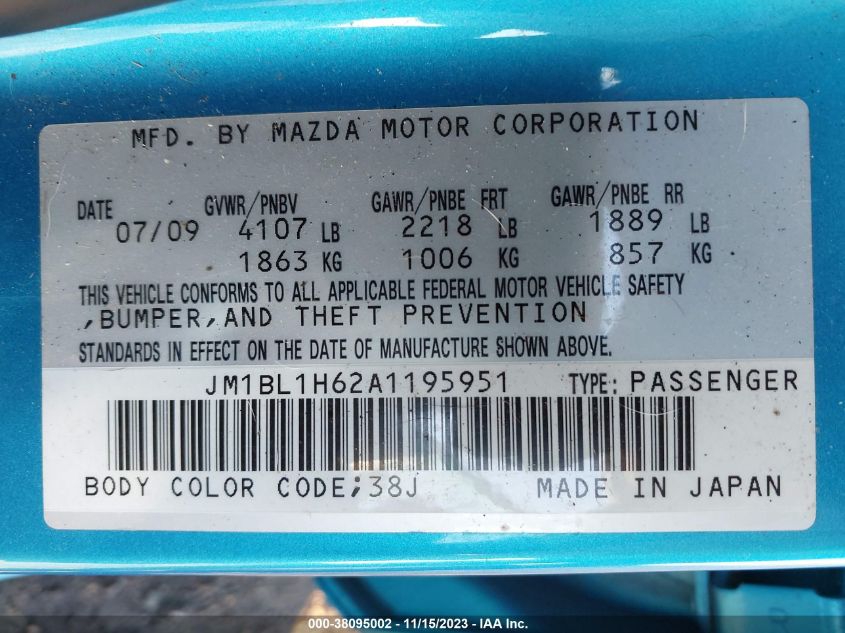 MFD. BY MAZDA MOTOR CORPORATION
DATE GVWR/PNBV GAWR/PNBE FRT GAWR/PNBE RR
07/09 4107 LB 2218 LB 1889 LB
1863 KG 1006 KG 857 KG
THIS VEHICLE CONFORMS TO ALL APPLICABLE FEDERAL MOTOR VEHICLE SAFETY
,BUMPER,AND THEFT PREVENTION
STANDARDS IN EFFECT ON THE DATE OF MANUFACTURE SHOWN ABOVE.
JM1BL1H62A1195951 TYPE: PASSENGER
BODY COLOR CODE;38J MADE IN JAPAN
000-38095002 - 11/15/2023 - © IAA Holdings, LLC